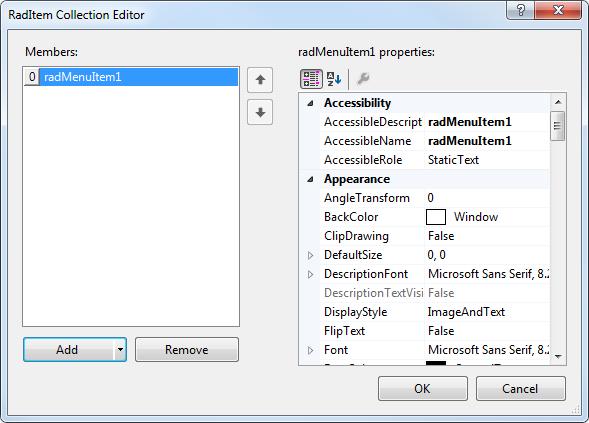 RadItem Collection Editor
?
Members:
radMenuItem1 properties:
0 radMenuItem1
Accessibility
AccessibleDescript radMenuItem1
AccessibleName radMenuItem1
AccessibleRole StaticText
Appearance
AngleTransform 0
BackColor Window
ClipDrawing False
DefaultSize 0, 0
DescriptionFont Microsoft Sans Serif, 8.2
DescriptionTextVisi False
DisplayStyle ImageAndText
FlipText False
Font Microsoft Sans Serif, 8.2
Add
Remove
OK
Cancel